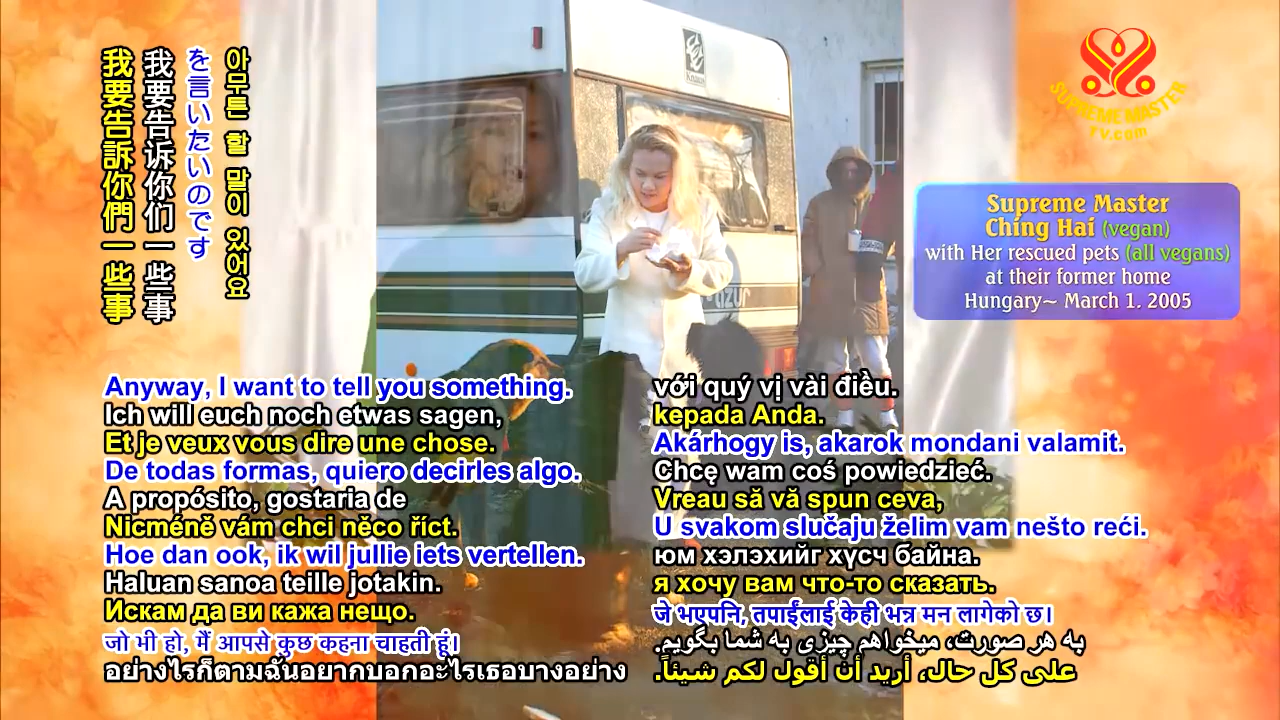 我要告訴你們一些事
我要告诉你们一些事
を言いたいのです
아무튼 할 말이 있어요
Knaus
azur
SUPREME MASTER
TV.com
Supreme Master
Ching Hai (vegan)
with Her rescued pets (all vegans)
at their former home
Hungary~ March 1. 2005
Anyway, I want to tell you something.
Ich will euch noch etwas sagen,
Et je veux vous dire une chose.
De todas formas, quiero decirles algo.
A propósito, gostaria de
Nicméně vám chci něco říct.
Hoe dan ook, ik wil jullie iets vertellen.
Haluan sanoa teille jotakin.
Искам да ви кажа нещо.
जो भी हो, मैं आपसे कुछ कहना चाहती हूं।
อย่างไรก็ตามฉันอยากบอกอะไรเธอบางอย่าง
với quý vị vài điều.
kepada Anda.
Akárhogy is, akarok mondani valamit.
Chcę wam coś powiedzieć.
Vreau să vă spun ceva,
U svakom slučaju želim vam nešto reći.
юм хэлэхийг хүсч байна.
я хочу вам что-то сказать.
जे भएपनि, तपाईंलाई केही भन्न मन लागेको छ।
به هر صورت، میخواهم چیزی به شما بگویم.
على كل حال، أريد أن أقول لكم شيئاً.